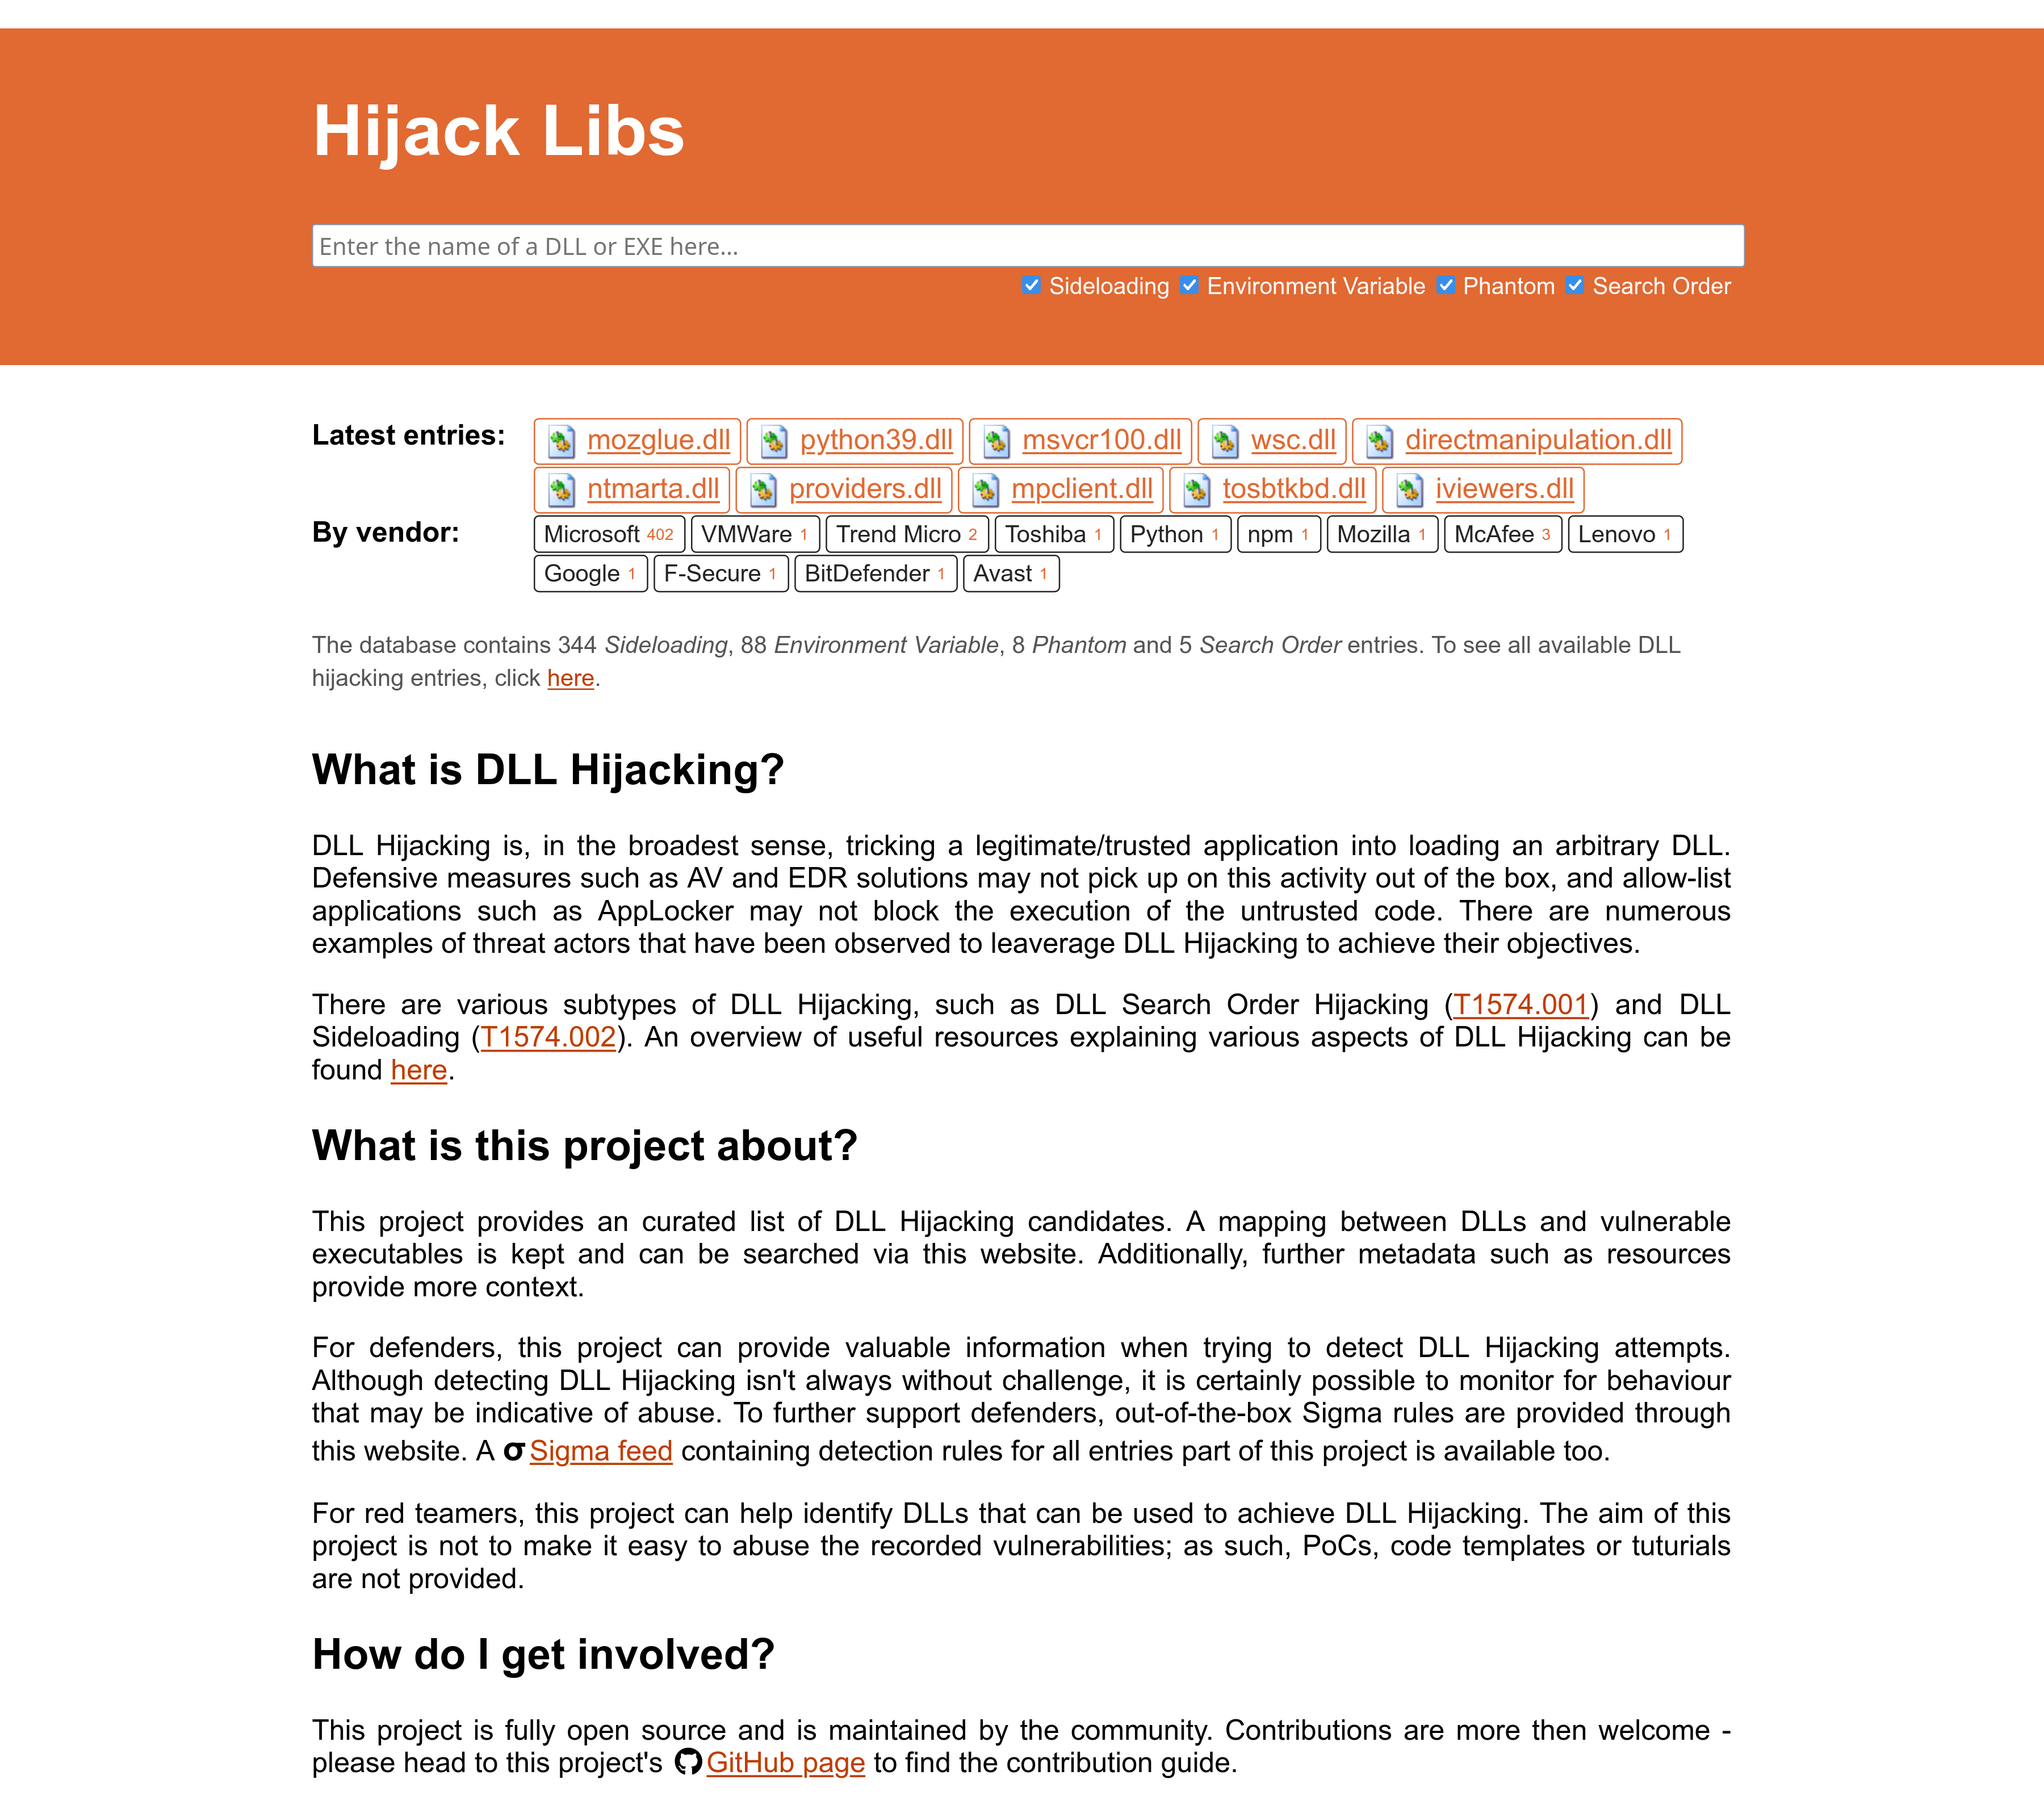 Hijack Libs
Enter the name of a DLL or EXE here...
Sideloading Environment Variable Phantom Search Order
Latest entries: mozglue.dll python39.dll msvcr100.dll wsc.dll directmanipulation.dll
ntmarta.dll providers.dll mpclient.dll tosbtkbd.dll iviewers.dll
By vendor: Microsoft 402 VMWare 1 Trend Micro 2 Toshiba 1 Python 1 npm 1 Mozilla 1 McAfee 3 Lenovo 1
Google 1 F-Secure 1 BitDefender 1 Avast 1
The database contains 344 Sideloading, 88 Environment Variable, 8 Phantom and 5 Search Order entries. To see all available DLL
hijacking entries, click here.
What is DLL Hijacking?
DLL Hijacking is, in the broadest sense, tricking a legitimate/trusted application into loading an arbitrary DLL.
Defensive measures such as AV and EDR solutions may not pick up on this activity out of the box, and allow-list
applications such as AppLocker may not block the execution of the untrusted code. There are numerous
examples of threat actors that have been observed to leaverage DLL Hijacking to achieve their objectives.
There are various subtypes of DLL Hijacking, such as DLL Search Order Hijacking (T1574.001) and DLL
Sideloading (T1574.002). An overview of useful resources explaining various aspects of DLL Hijacking can be
found here.
What is this project about?
This project provides an curated list of DLL Hijacking candidates. A mapping between DLLs and vulnerable
executables is kept and can be searched via this website. Additionally, further metadata such as resources
provide more context.
For defenders, this project can provide valuable information when trying to detect DLL Hijacking attempts.
Although detecting DLL Hijacking isn't always without challenge, it is certainly possible to monitor for behaviour
that may be indicative of abuse. To further support defenders, out-of-the-box Sigma rules are provided through
this website. A σ Sigma feed containing detection rules for all entries part of this project is available too.
For red teamers, this project can help identify DLLs that can be used to achieve DLL Hijacking. The aim of this
project is not to make it easy to abuse the recorded vulnerabilities; as such, PoCs, code templates or tuturials
are not provided.
How do I get involved?
This project is fully open source and is maintained by the community. Contributions are more then welcome -
please head to this project's GitHub page to find the contribution guide.